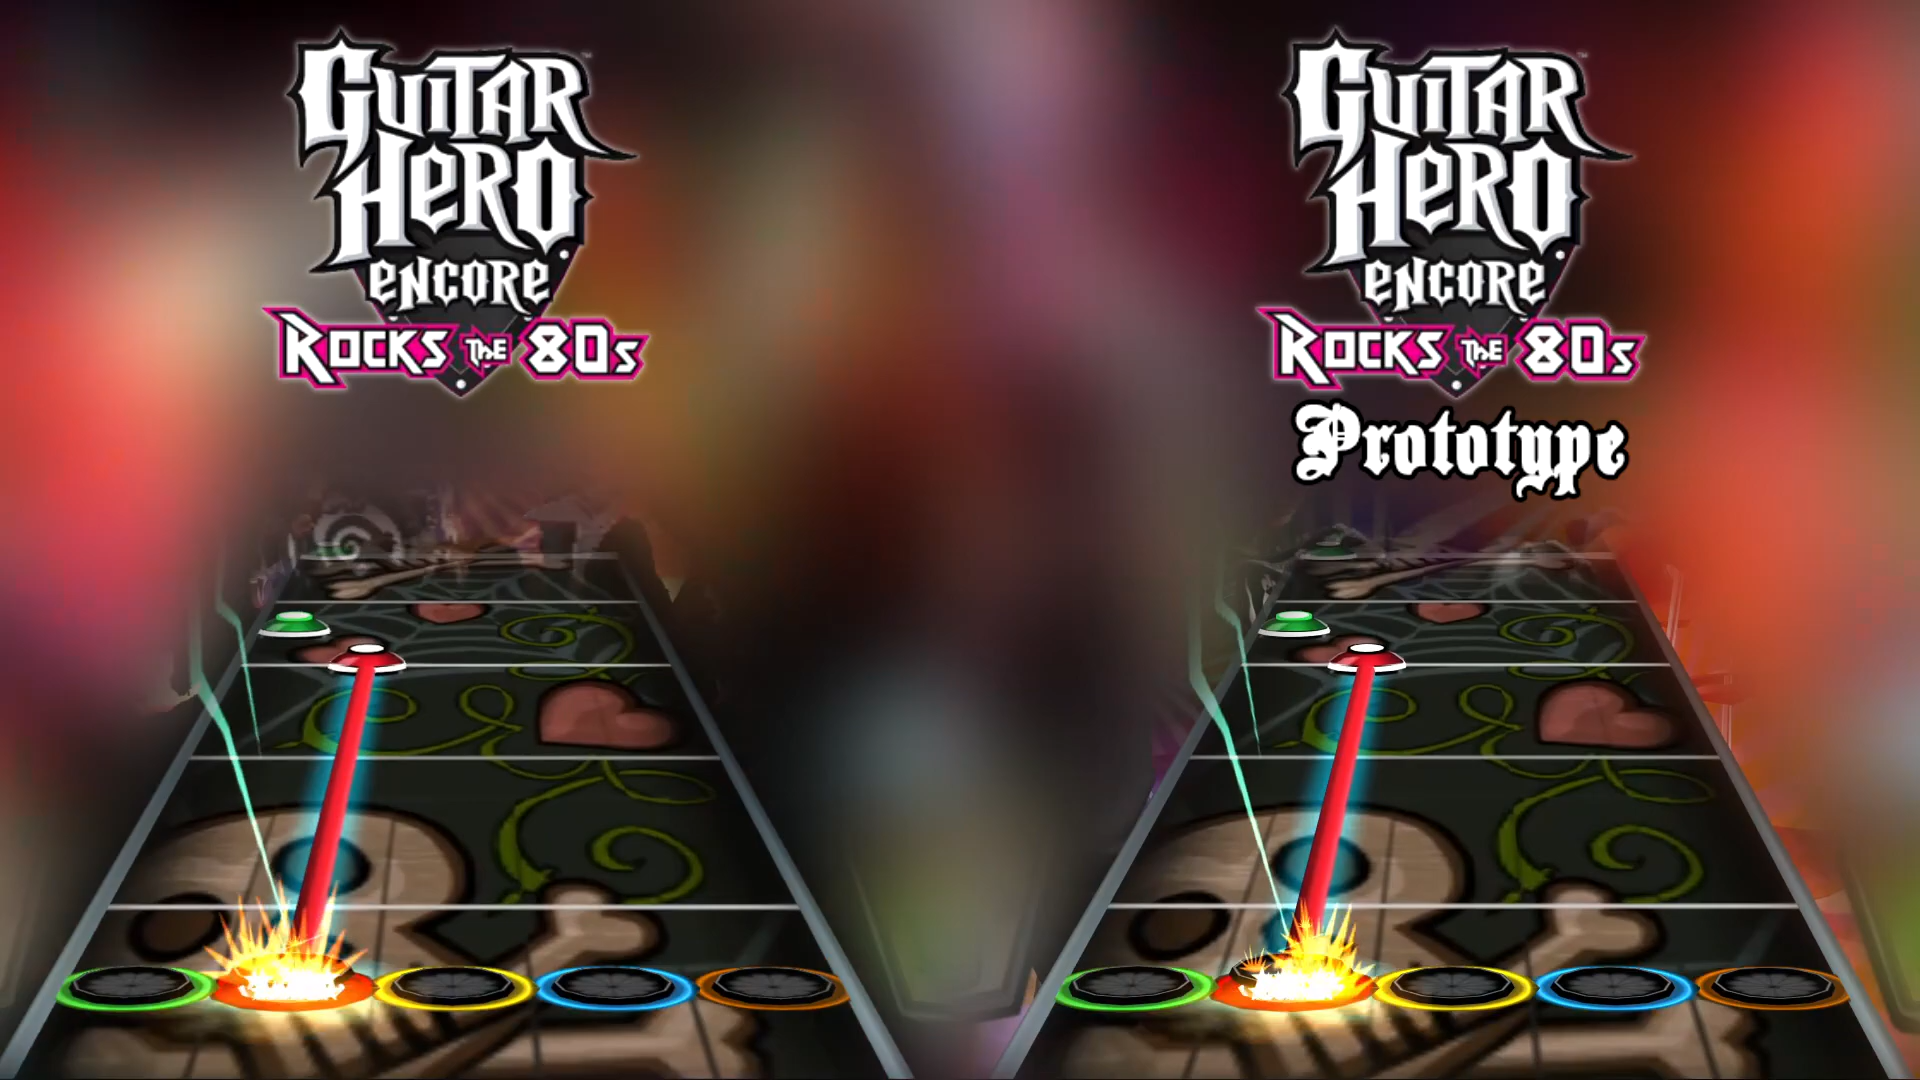 GUITAR
HERO
ENCORE
ROCKS THE 80s
GUITAR
HERO
ENCORE
ROCKS THE 80s
Prototype